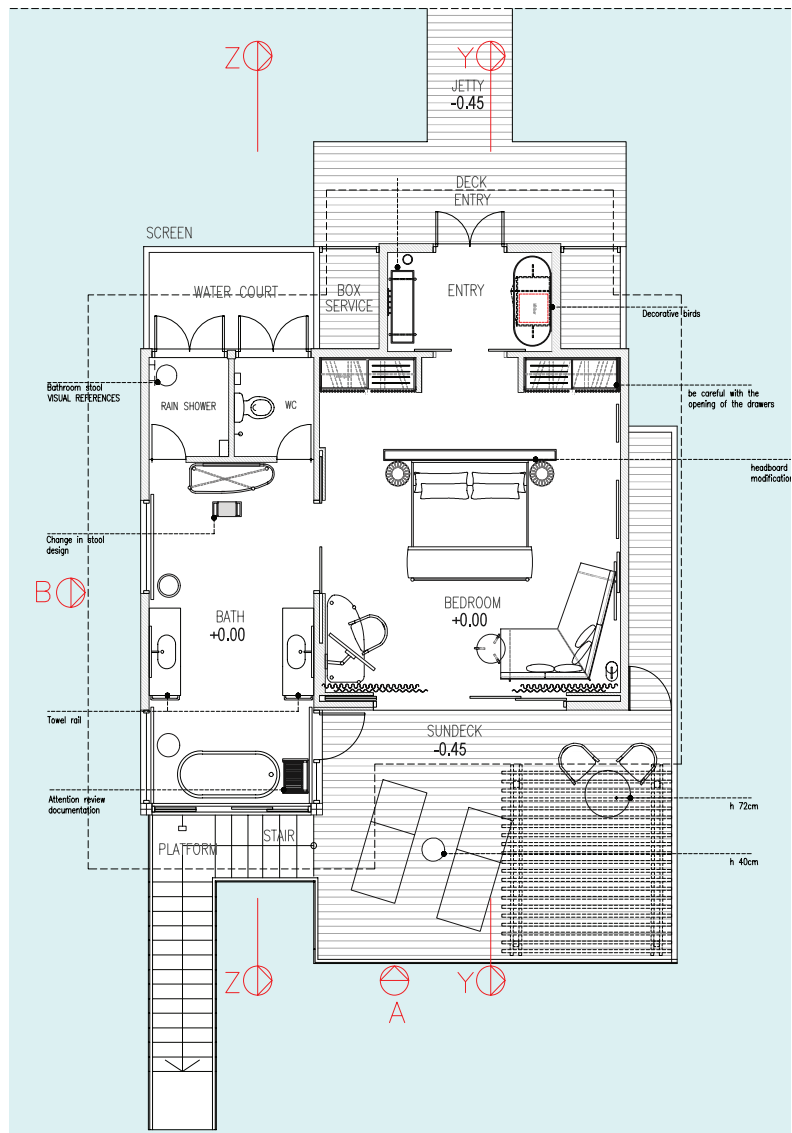 Z
Y
JETTY
-0.45
DECK
ENTRY
SCREEN
WATER COURT
BOX
SERVICE
ENTRY
Decorative birds
Bathroom stool
VISUAL REFERENCES
RAIN SHOWER
WC
be careful with the
opening of the drawers
headboard
modification
Change in stool
design
B
BATH
+0.00
BEDROOM
+0.00
Towel rail
SUNDECK
-0.45
Attention review
documentation
h 72cm
STAIR
PLATFORM
h 40cm
Z
A
Y